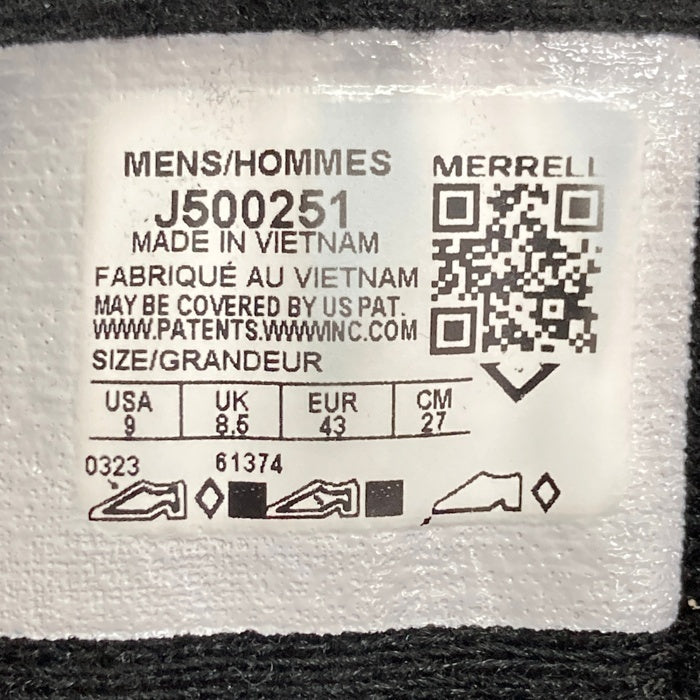 MENS/HOMMES
MERRELL
J500251
MADE IN VIETNAM
FABRIQUÉ AU VIETNAM
MAY BE COVERED BY US PAT.
WWW.PATENTS.WWWINC.COM
SIZE/GRANDEUR
USA UK EUR CM
9 8.5 43 27
0323 61374